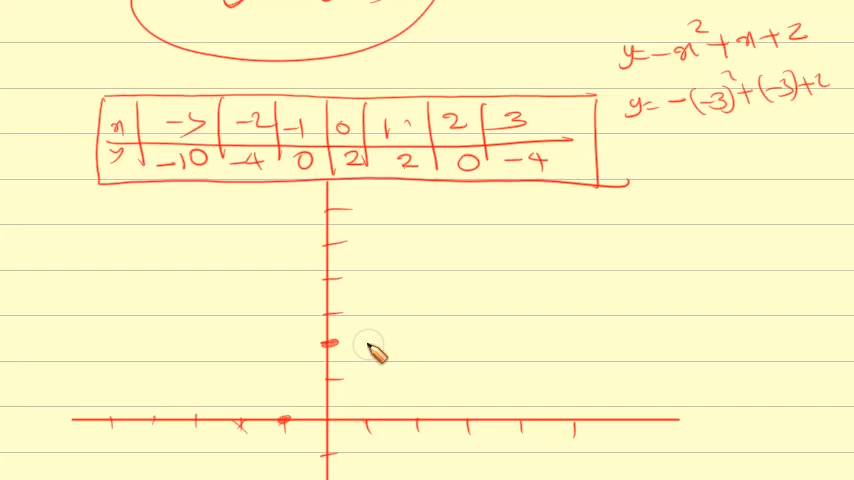 y=-x²+x+2
y= -(-3)²+(-3)+2
x -3 -2 -1 0 1 2 3
y -10 -4 0 2 2 0 -4